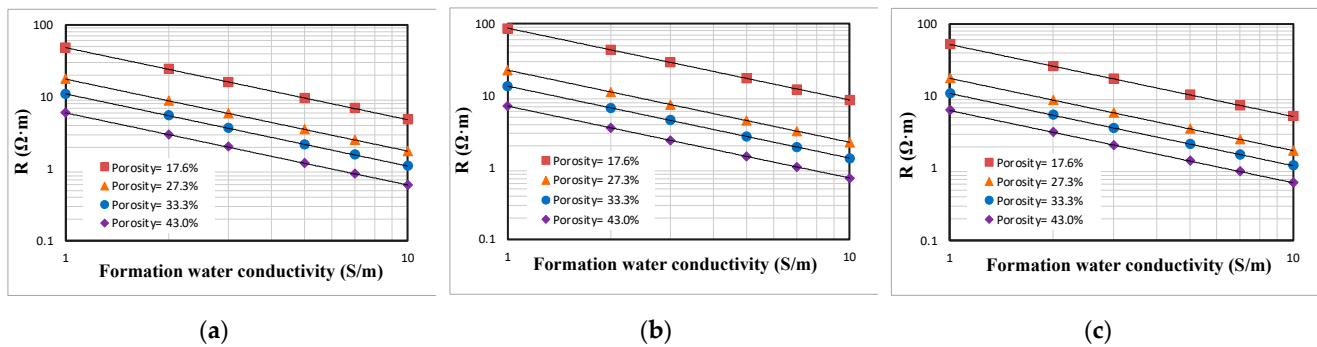 100
10
1
0.1
R (Ω·m)
Porosity= 17.6%
Porosity= 27.3%
Porosity= 33.3%
Porosity= 43.0%
1
10
Formation water conductivity (S/m)
(a)
100
10
1
0.1
R (Ω·m)
Porosity= 17.6%
Porosity= 27.3%
Porosity= 33.3%
Porosity= 43.0%
1
10
Formation water conductivity (S/m)
(b)
100
10
1
0.1
R (Ω·m)
Porosity= 17.6%
Porosity= 27.3%
Porosity= 33.3%
Porosity= 43.0%
1
10
Formation water conductivity (S/m)
(c)